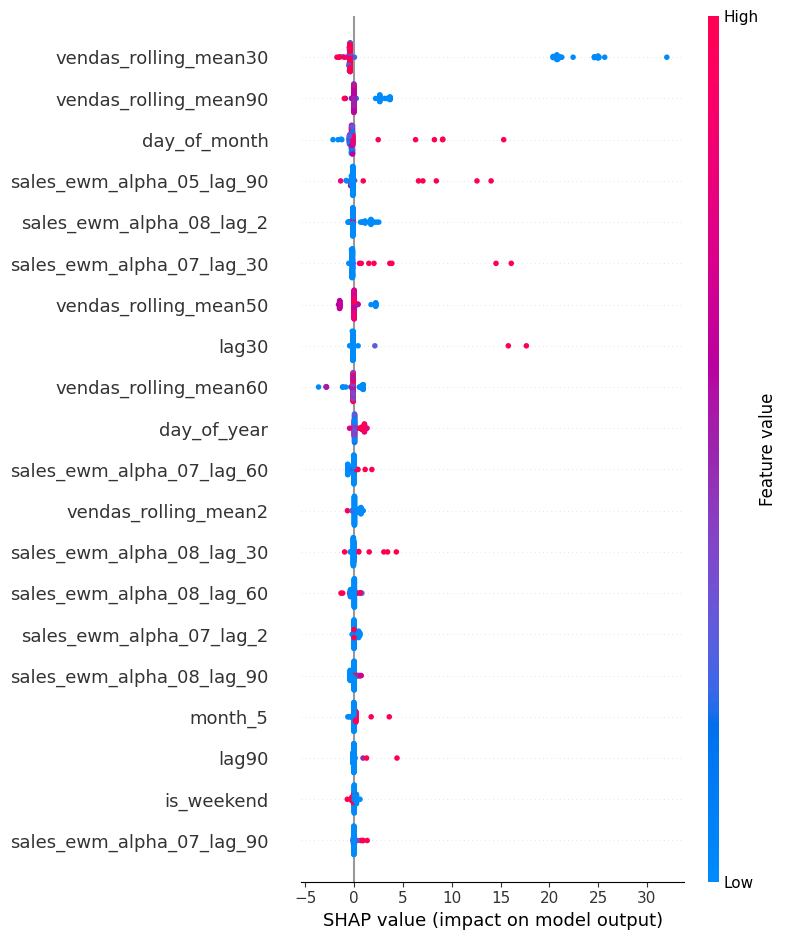 High
vendas_rolling_mean30
vendas_rolling_mean90
day_of_month
sales_ewm_alpha_05_lag_90
sales_ewm_alpha_08_lag_2
sales_ewm_alpha_07_lag_30
vendas_rolling_mean50
lag30
vendas_rolling_mean60
day_of_year
sales_ewm_alpha_07_lag_60
vendas_rolling_mean2
sales_ewm_alpha_08_lag_30
sales_ewm_alpha_08_lag_60
sales_ewm_alpha_07_lag_2
sales_ewm_alpha_08_lag_90
month_5
lag90
is_weekend
sales_ewm_alpha_07_lag_90
Feature value
Low
−5 0 5 10 15 20 25 30
SHAP value (impact on model output)